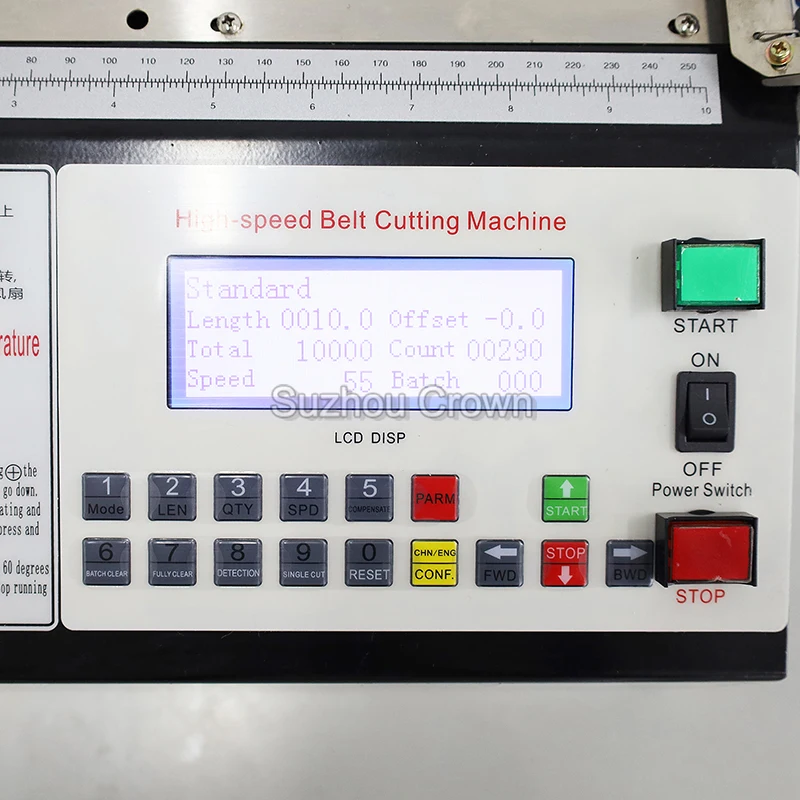 80 90 100 110 120 130 140 150 160 170 180 190 200 210 220 230 240 250
3 4 5 6 7 8 9 10
上
转,
风扇
rature
g⊕the
go down.
ating and
press and
60 degrees
op running
High-speed Belt Cutting Machine
Standard
Length 0010.0 Offset -0.0
Total 10000 Count 00290
Speed 55 Batch 000
Suzhou Crown
LCD DISP
START
ON
I
O
OFF
Power Switch
STOP
1 2 3 4 5 PARM ↑
Mode LEN QTY SPD COMPENSATE START
6 7 8 9 0 CHN/ENG ← STOP →
BATCH CLEAR FULLY CLEAR DETECTION SINGLE CUT RESET CONF. FWD ↓ BWD